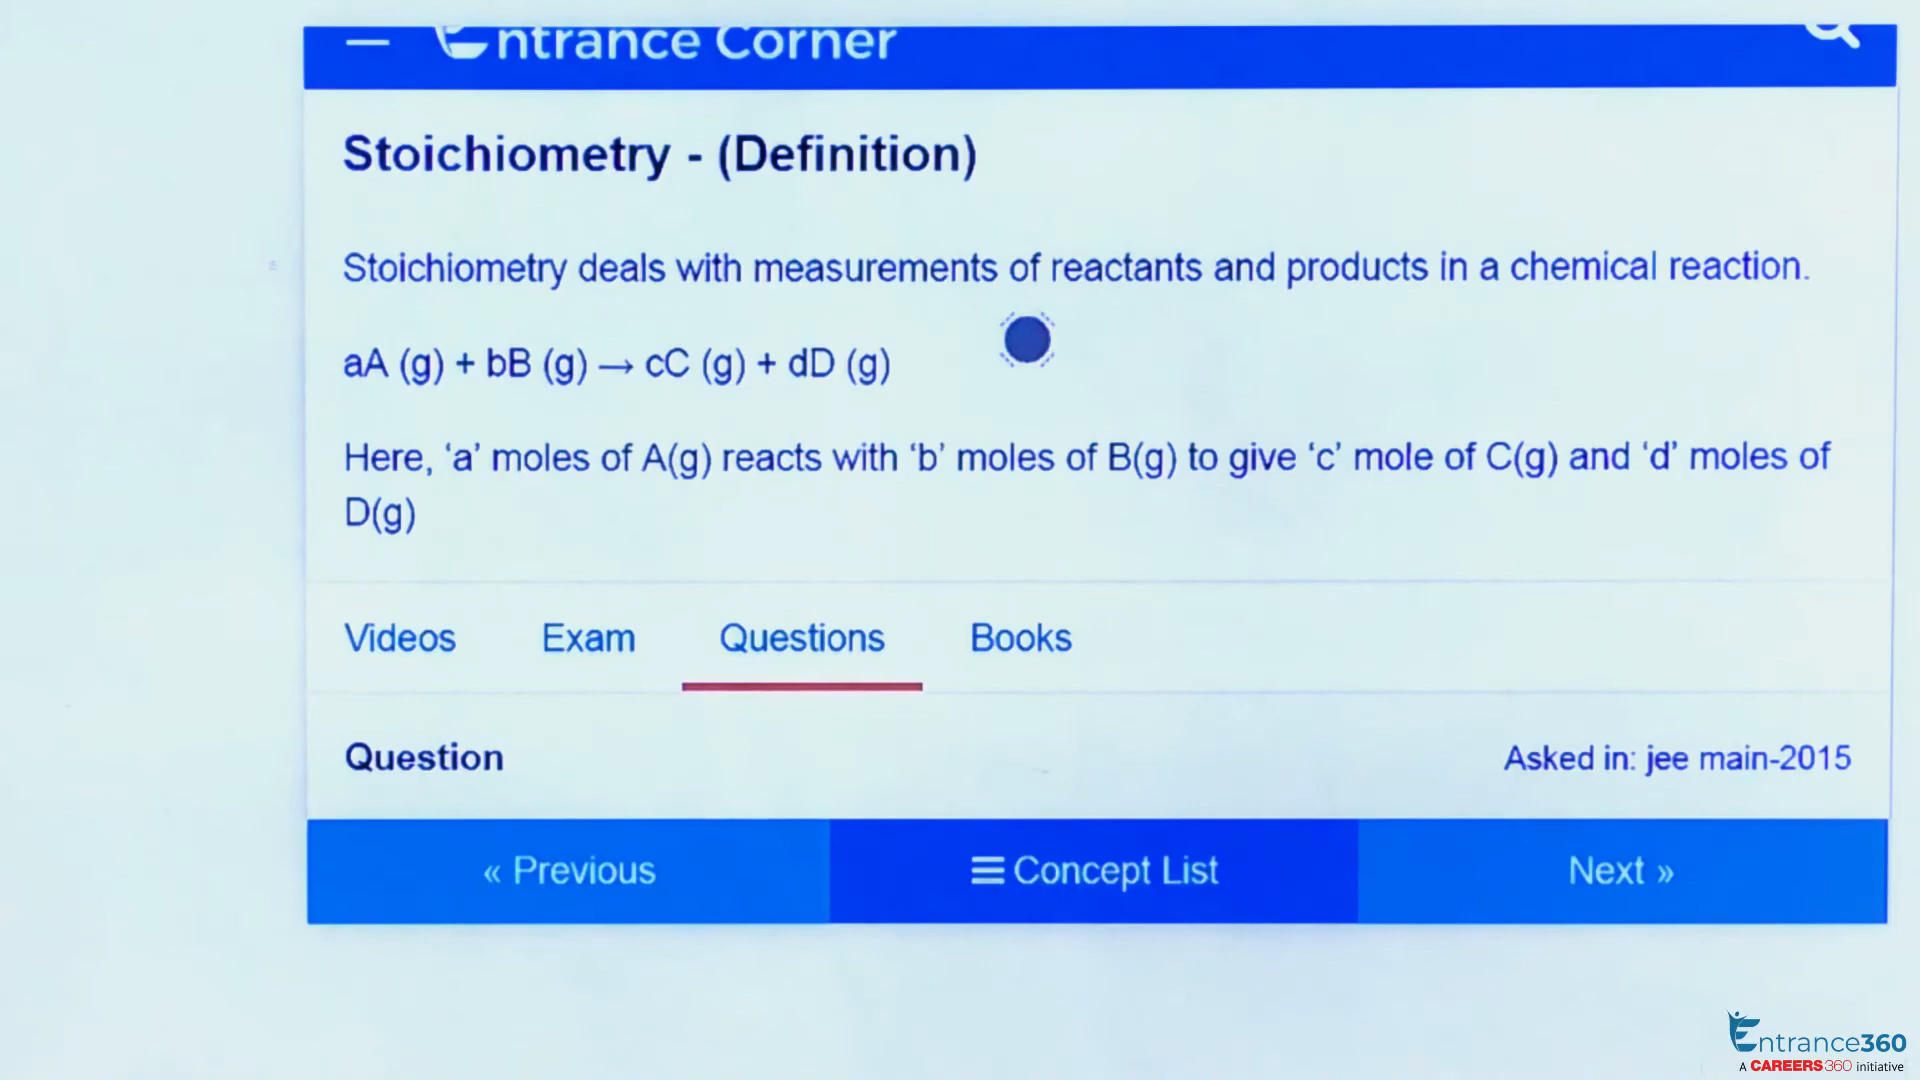 Entrance Corner
Stoichiometry - (Definition)
Stoichiometry deals with measurements of reactants and products in a chemical reaction.
aA (g) + bB (g) → cC (g) + dD (g)
Here, ‘a’ moles of A(g) reacts with ‘b’ moles of B(g) to give ‘c’ mole of C(g) and ‘d’ moles of
D(g)
Videos Exam Questions Books
Question Asked in: jee main-2015
« Previous Concept List Next »
Entrance360
A CAREERS360 initiative